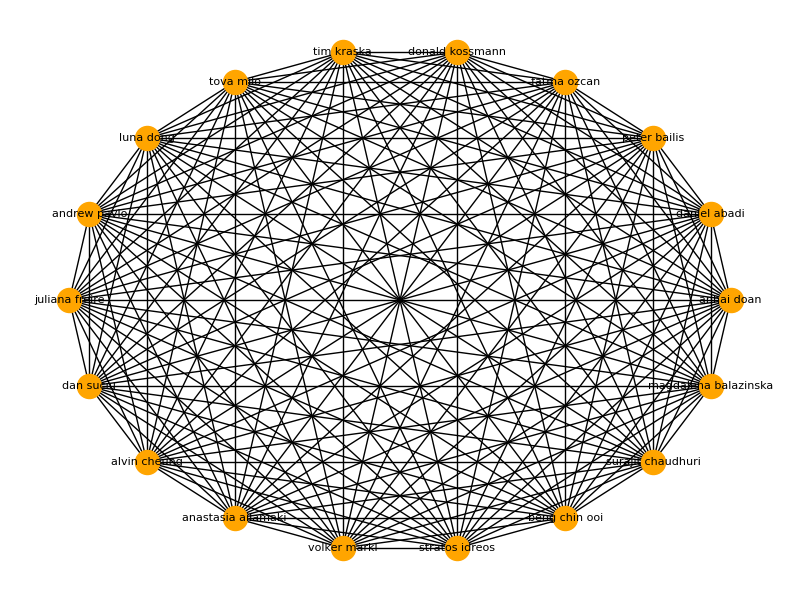 tim kraska
donald kossmann
tova milo
fatma ozcan
luna dong
peter bailis
andrew pavlo
daniel abadi
juliana freire
anhai doan
dan suciu
magdalena balazinska
alvin cheung
surajit chaudhuri
anastasia ailamaki
beng chin ooi
volker markl
stratos idreos